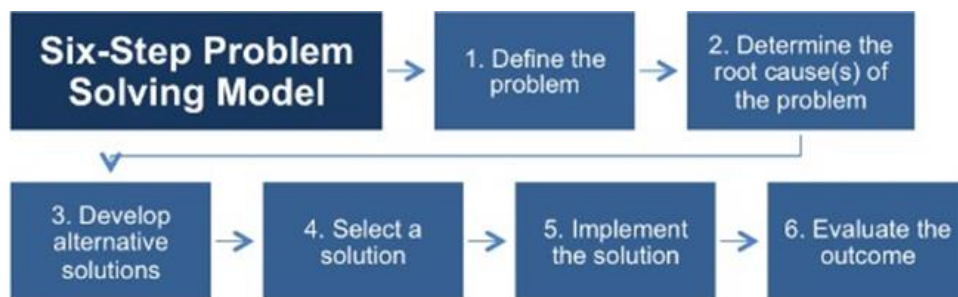 Six-Step Problem
Solving Model
1. Define the
problem
2. Determine the
root cause(s) of
the problem
3. Develop
alternative
solutions
4. Select a
solution
5. Implement
the solution
6. Evaluate the
outcome